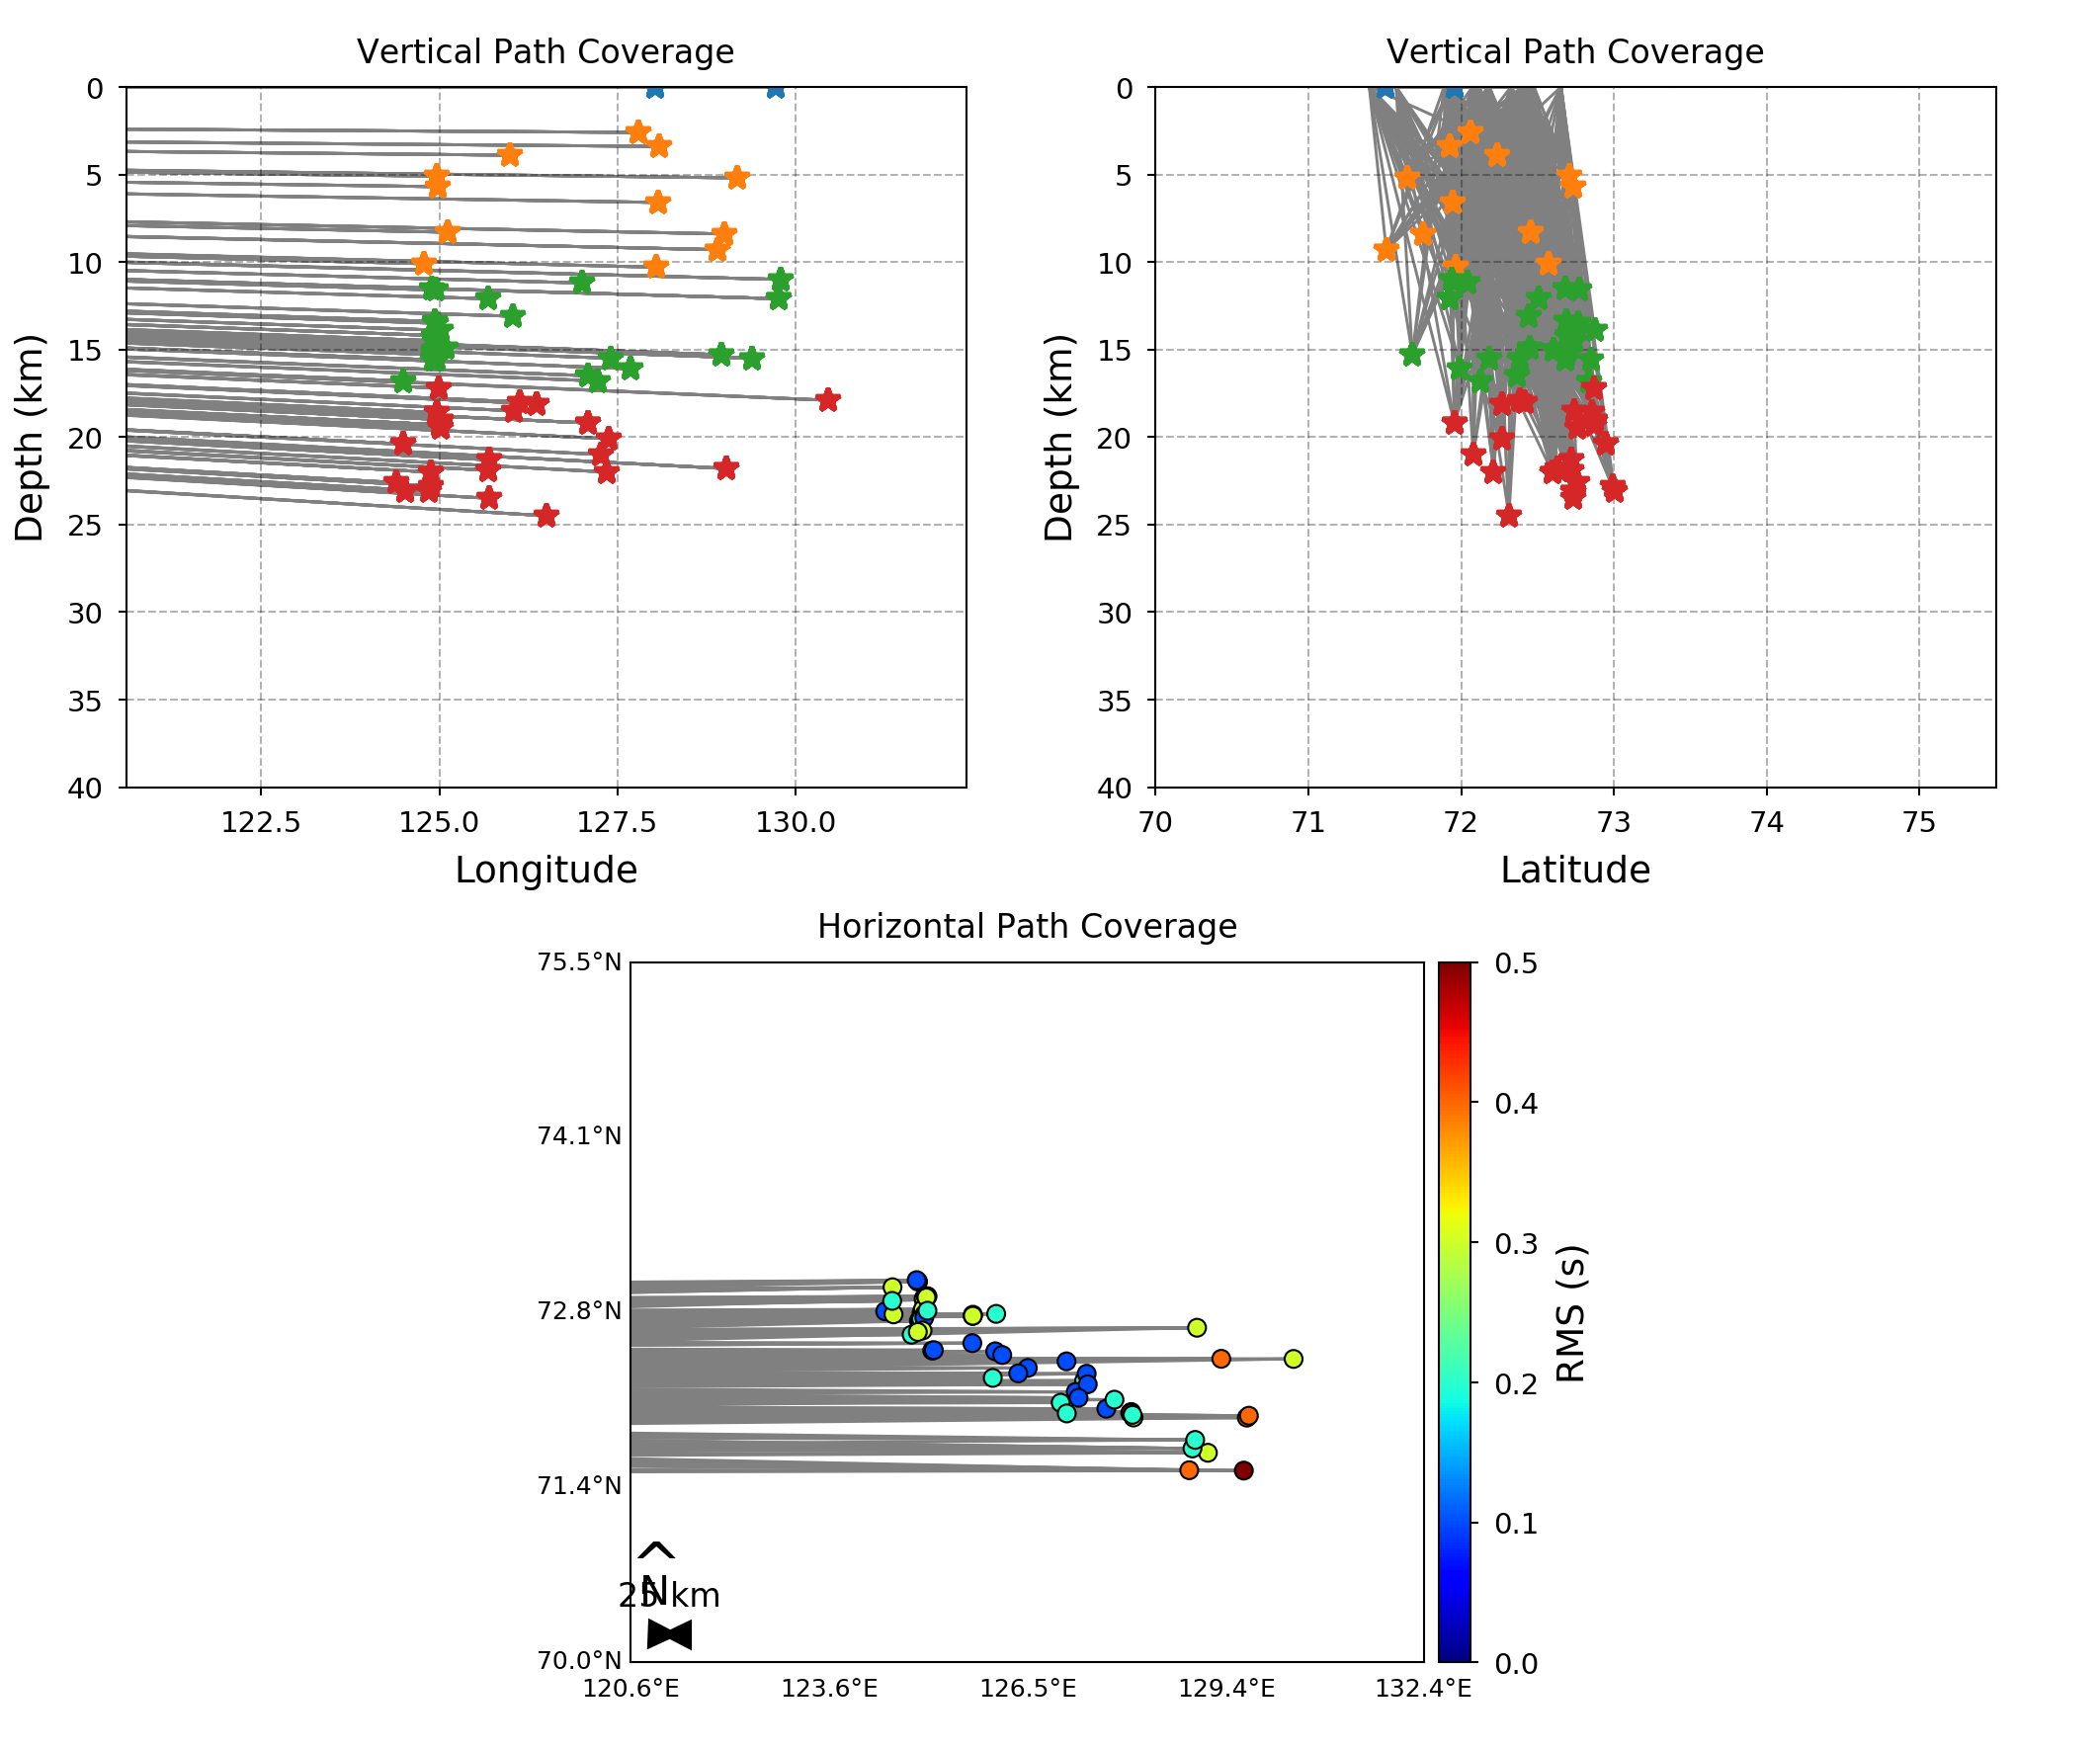 Vertical Path Coverage
0
5
10
15
20
25
30
35
40
Depth (km)
122.5 125.0 127.5 130.0
Longitude
Vertical Path Coverage
0
5
10
15
20
25
30
35
40
Depth (km)
70 71 72 73 74 75
Latitude
Horizontal Path Coverage
75.5°N
74.1°N
72.8°N
71.4°N
70.0°N
120.6°E 123.6°E 126.5°E 129.4°E 132.4°E
N
25 km
0.5
0.4
0.3
0.2
0.1
0.0
RMS (s)